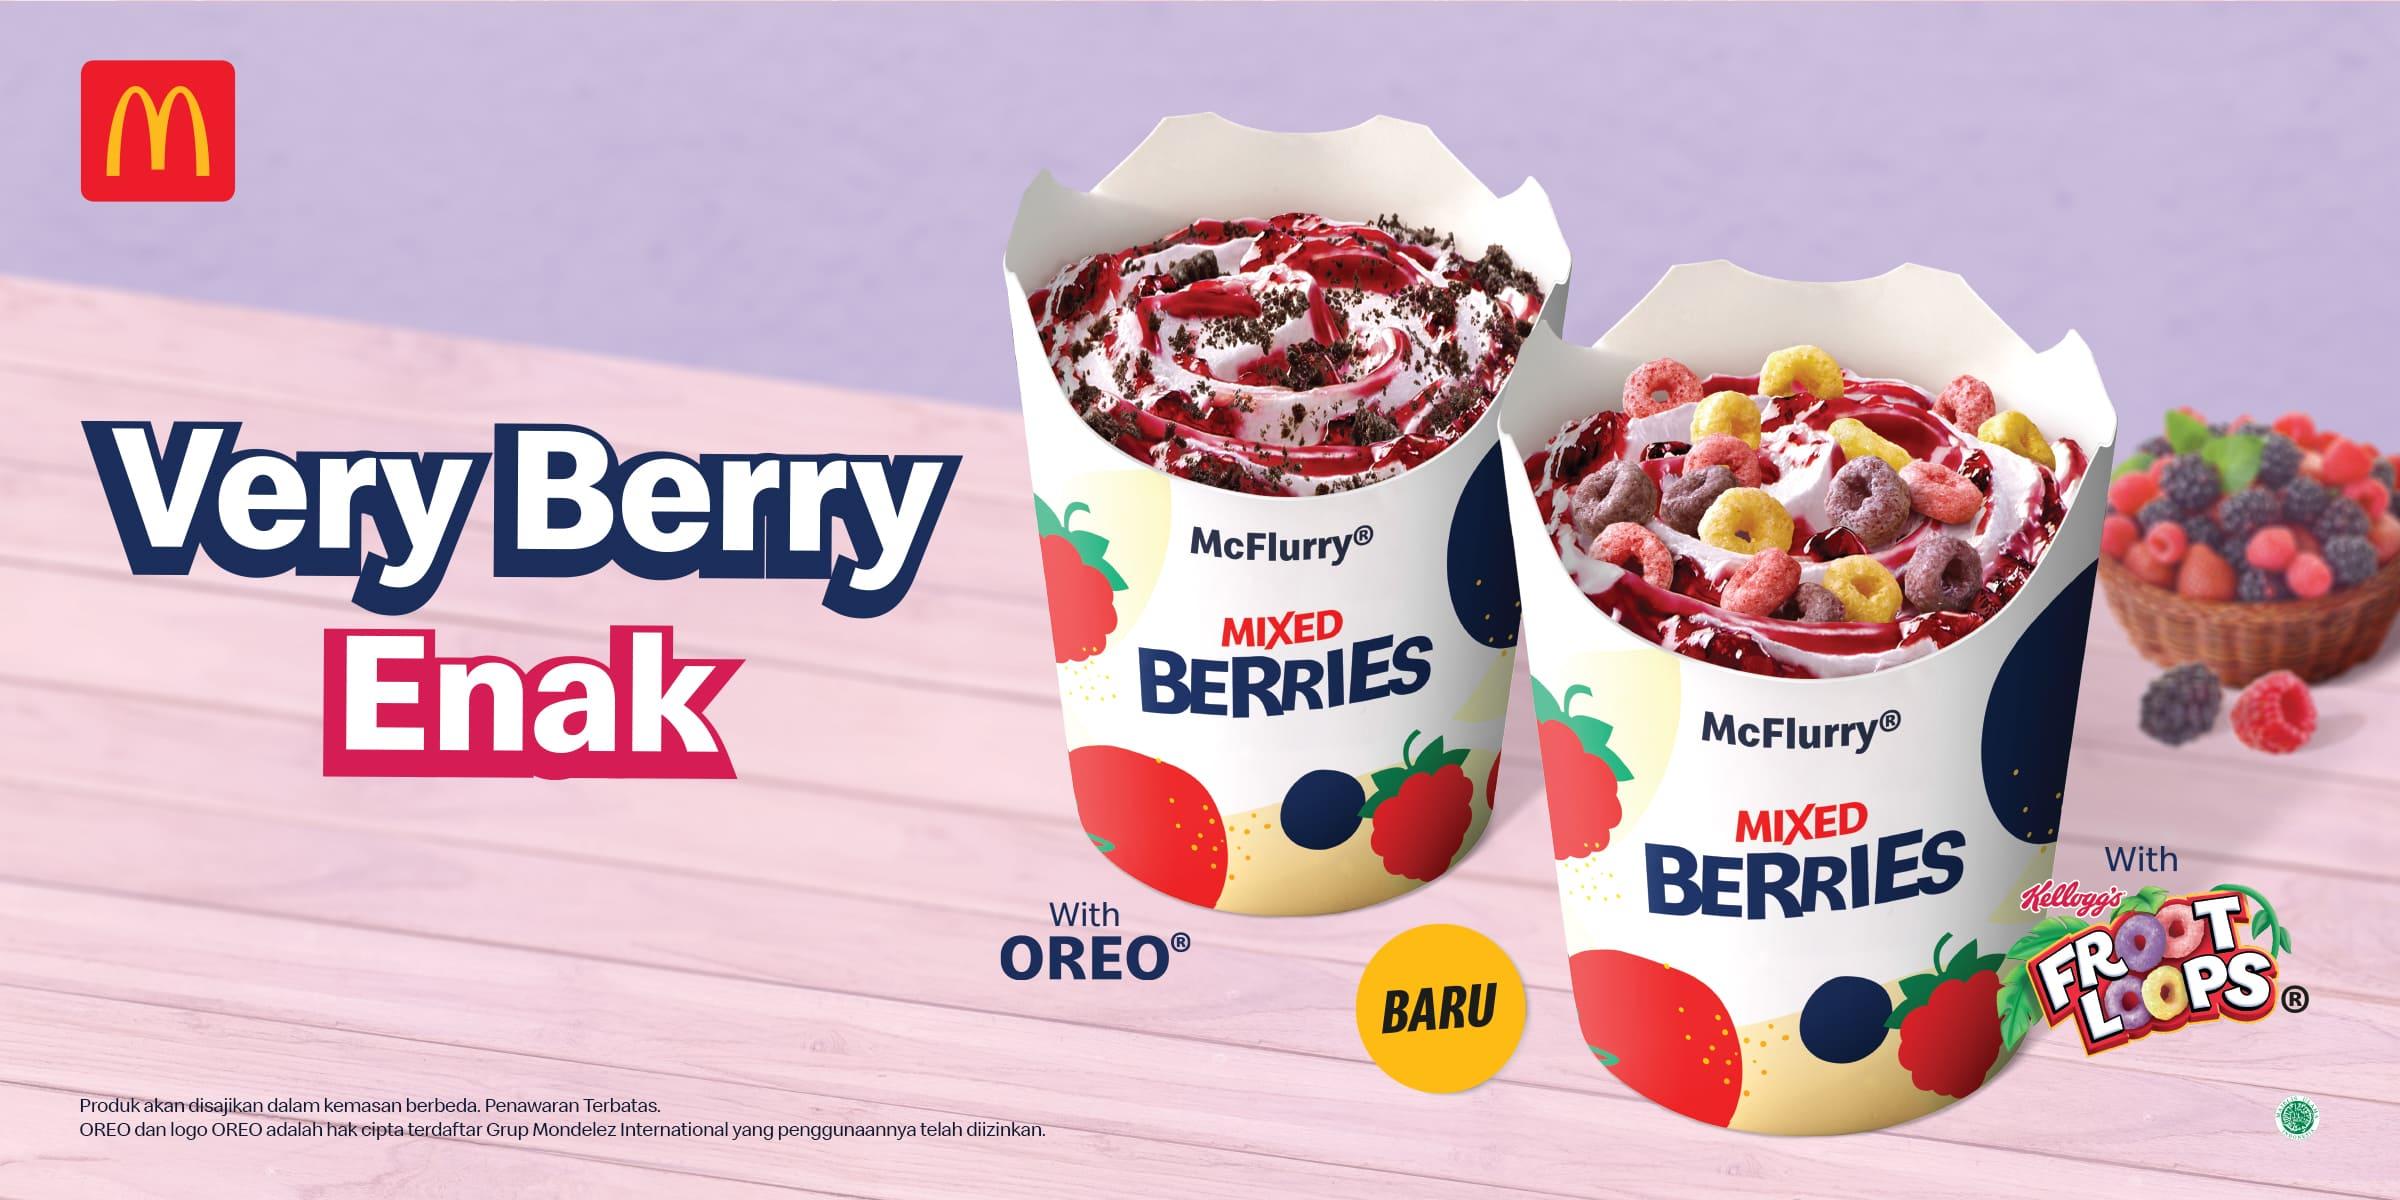 Very Berry
Enak
McFlurry®
MIXED
BERRIES
McFlurry®
MIXED
BERRIES
With
OREO®
BARU
With
Kellogg's
FROOT
LOOPS®
Produk akan disajikan dalam kemasan berbeda. Penawaran Terbatas.
OREO dan logo OREO adalah hak cipta terdaftar Grup Mondelez International yang penggunaannya telah diizinkan.